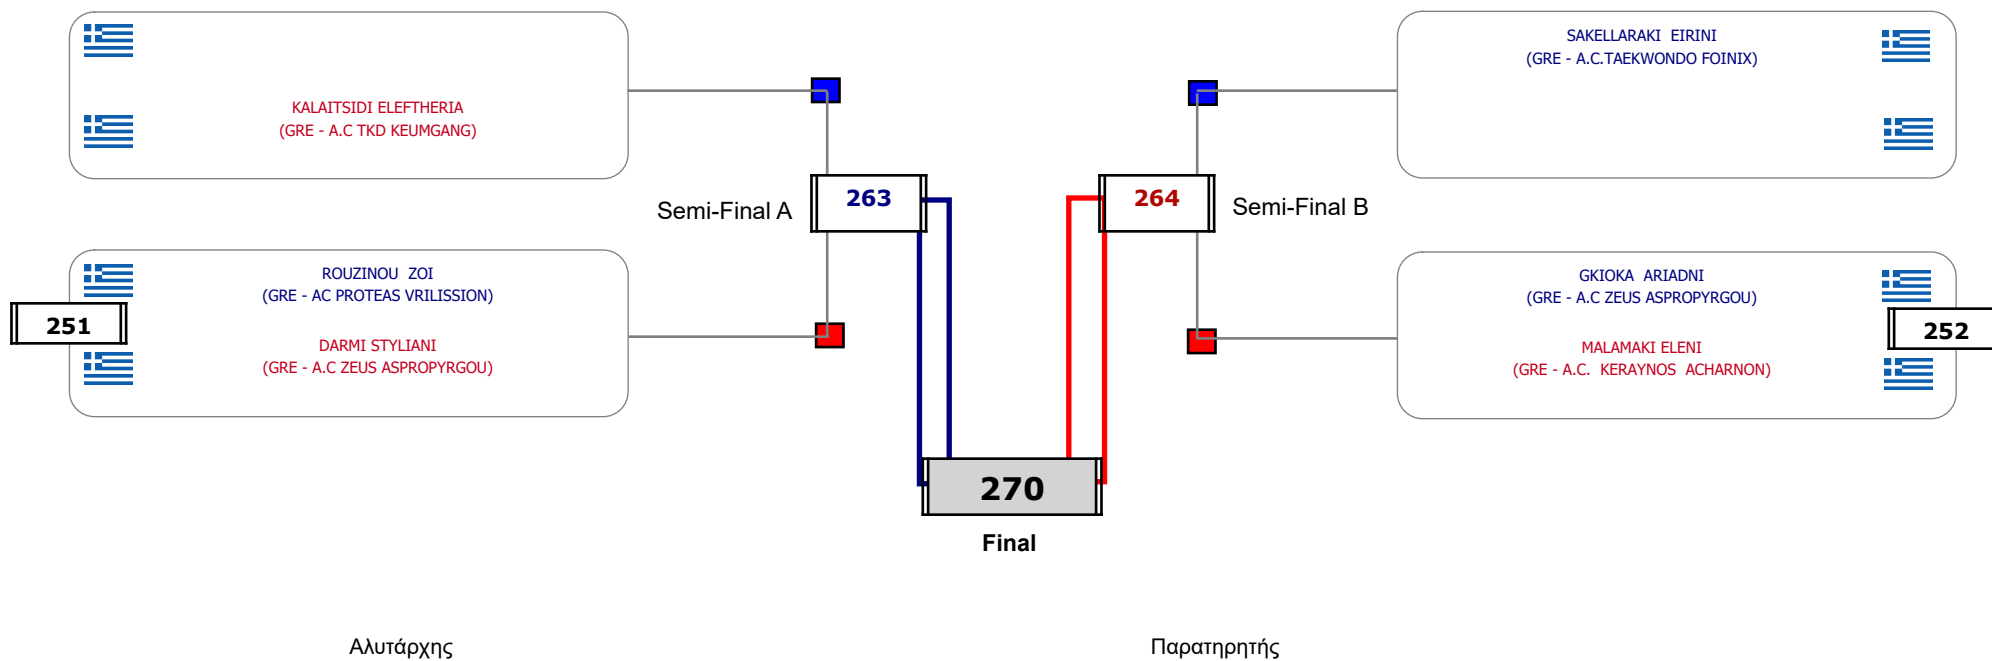 KALAITSIDI ELEFTHERIA
(GRE - A.C TKD KEUMGANG)
SAKELLARAKI EIRINI
(GRE - A.C.TAEKWONDO FOINIX)
Semi-Final A
263
264
Semi-Final B
251
ROUZINOU ZOI
(GRE - AC PROTEAS VRILISSION)
DARMI STYLIANI
(GRE - A.C ZEUS ASPROPYRGOU)
GKIOKA ARIADNI
(GRE - A.C ZEUS ASPROPYRGOU)
252
MALAMAKI ELENI
(GRE - A.C. KERAYNOS ACHARNON)
270
Final
Αλυτάρχης
Παρατηρητής